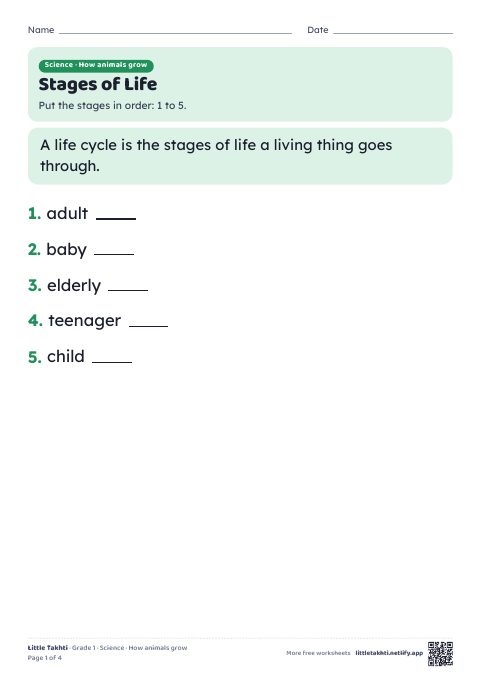 Name Date
Science · How animals grow
Stages of Life
Put the stages in order: 1 to 5.
A life cycle is the stages of life a living thing goes
through.
1. adult
2. baby
3. elderly
4. teenager
5. child
Little Takhti · Grade 1 · Science · How animals grow
Page 1 of 4
More free worksheets · littletakhti.netlify.app